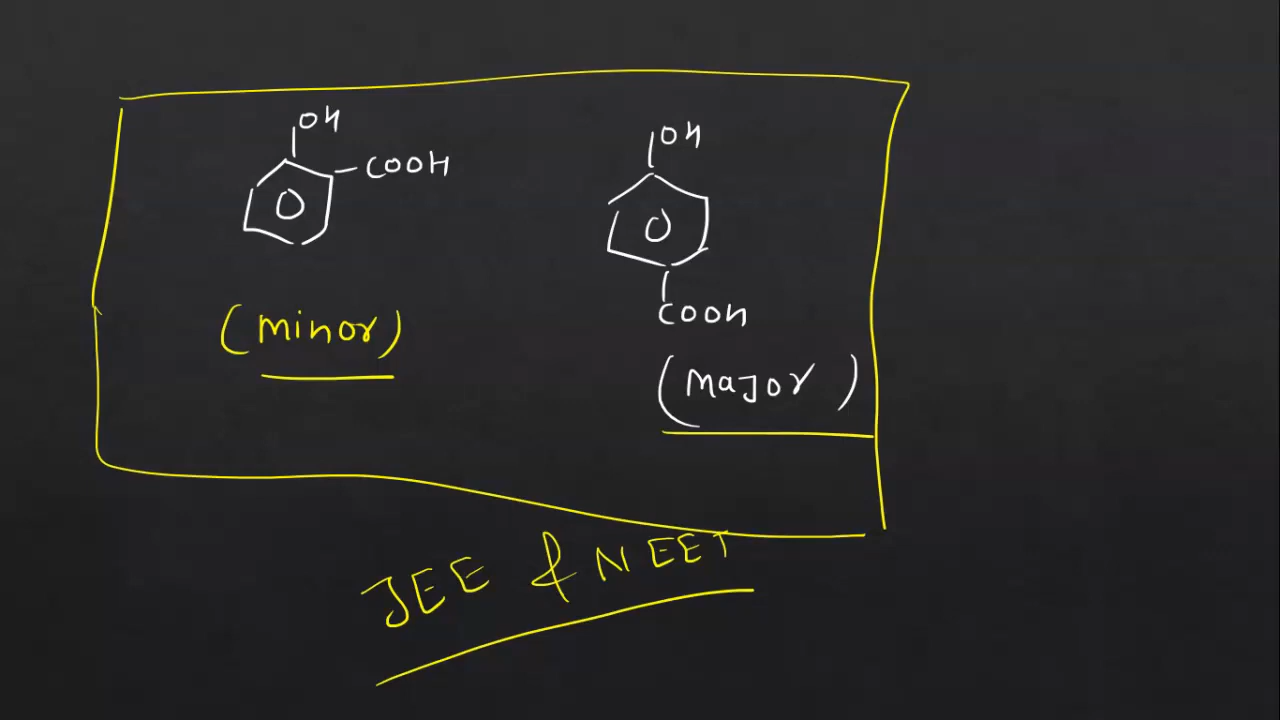 OH
COOH
OH
COOH
(minor)
(major)
JEE & NEET